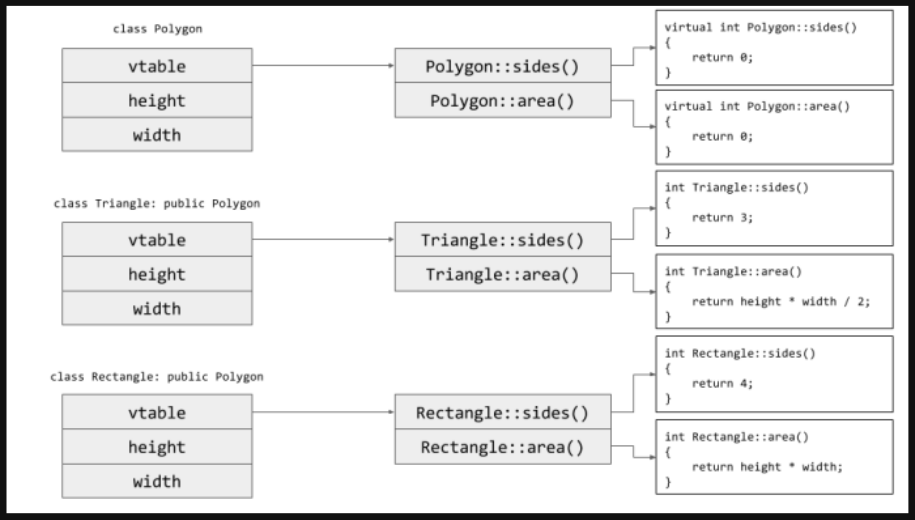 class Polygon
vtable
height
width
Polygon::sides()
Polygon::area()
virtual int Polygon::sides()
{
return 0;
}
virtual int Polygon::area()
{
return 0;
}
class Triangle: public Polygon
vtable
height
width
Triangle::sides()
Triangle::area()
int Triangle::sides()
{
return 3;
}
int Triangle::area()
{
return height * width / 2;
}
class Rectangle: public Polygon
vtable
height
width
Rectangle::sides()
Rectangle::area()
int Rectangle::sides()
{
return 4;
}
int Rectangle::area()
{
return height * width;
}